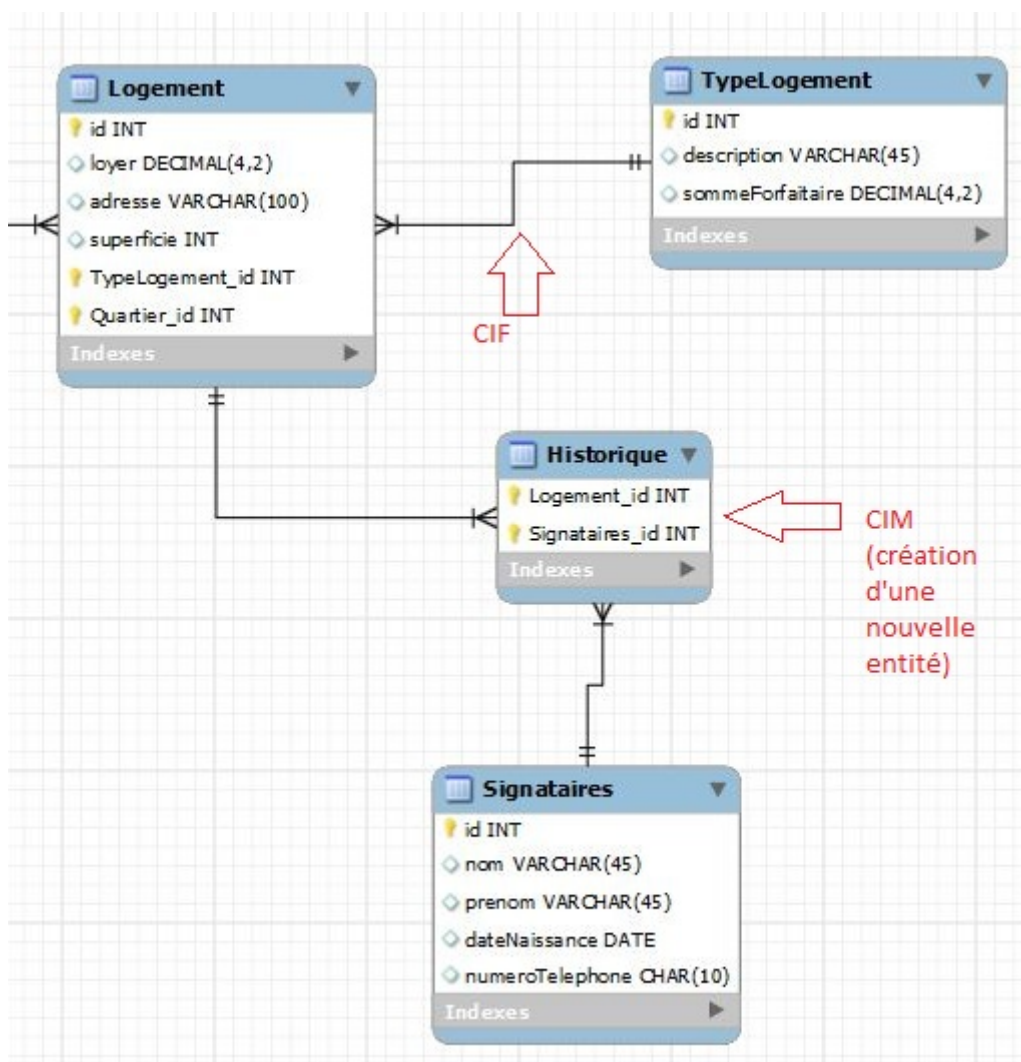 Logement
id INT
loyer DECIMAL(4,2)
adresse VARCHAR(100)
superficie INT
TypeLogement_id INT
Quartier_id INT
Indexes
TypeLogement
id INT
description VARCHAR(45)
sommeForfaitaire DECIMAL(4,2)
Indexes
CIF
Historique
Logement_id INT
Signataires_id INT
Indexes
CIM
(création
d'une
nouvelle
entité)
Signataires
id INT
nom VARCHAR(45)
prenom VARCHAR(45)
dateNaissance DATE
numeroTelephone CHAR(10)
Indexes